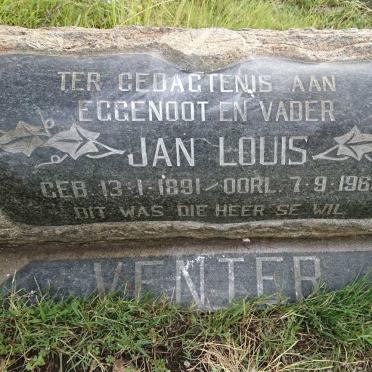 TER GEDAGTENIS AAN
EGGENOOT EN VADER
JAN LOUIS
GEB. 13·1·1891 / OORL. 7·9·196
DIT WAS DIE HEER SE WIL
VENTER